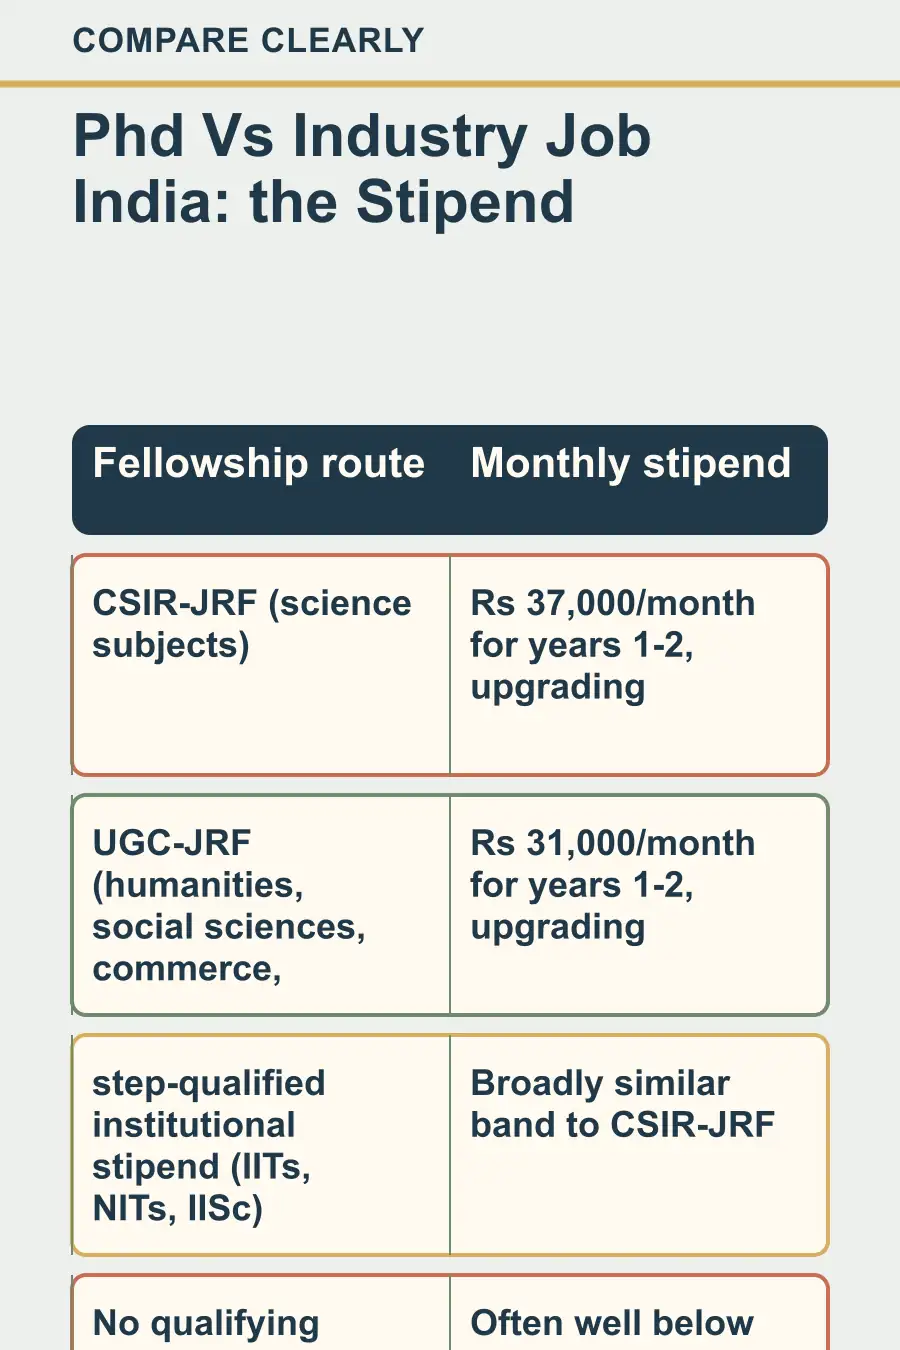 COMPARE CLEARLY
Phd Vs Industry Job
India: the Stipend
Fellowship route
Monthly stipend
CSIR-JRF (science
subjects)
Rs 37,000/month
for years 1-2,
upgrading
UGC-JRF
(humanities,
social sciences,
commerce,
Rs 31,000/month
for years 1-2,
upgrading
step-qualified
institutional
stipend (IITs,
NITs, IISc)
Broadly similar
band to CSIR-JRF
No qualifying
Often well below